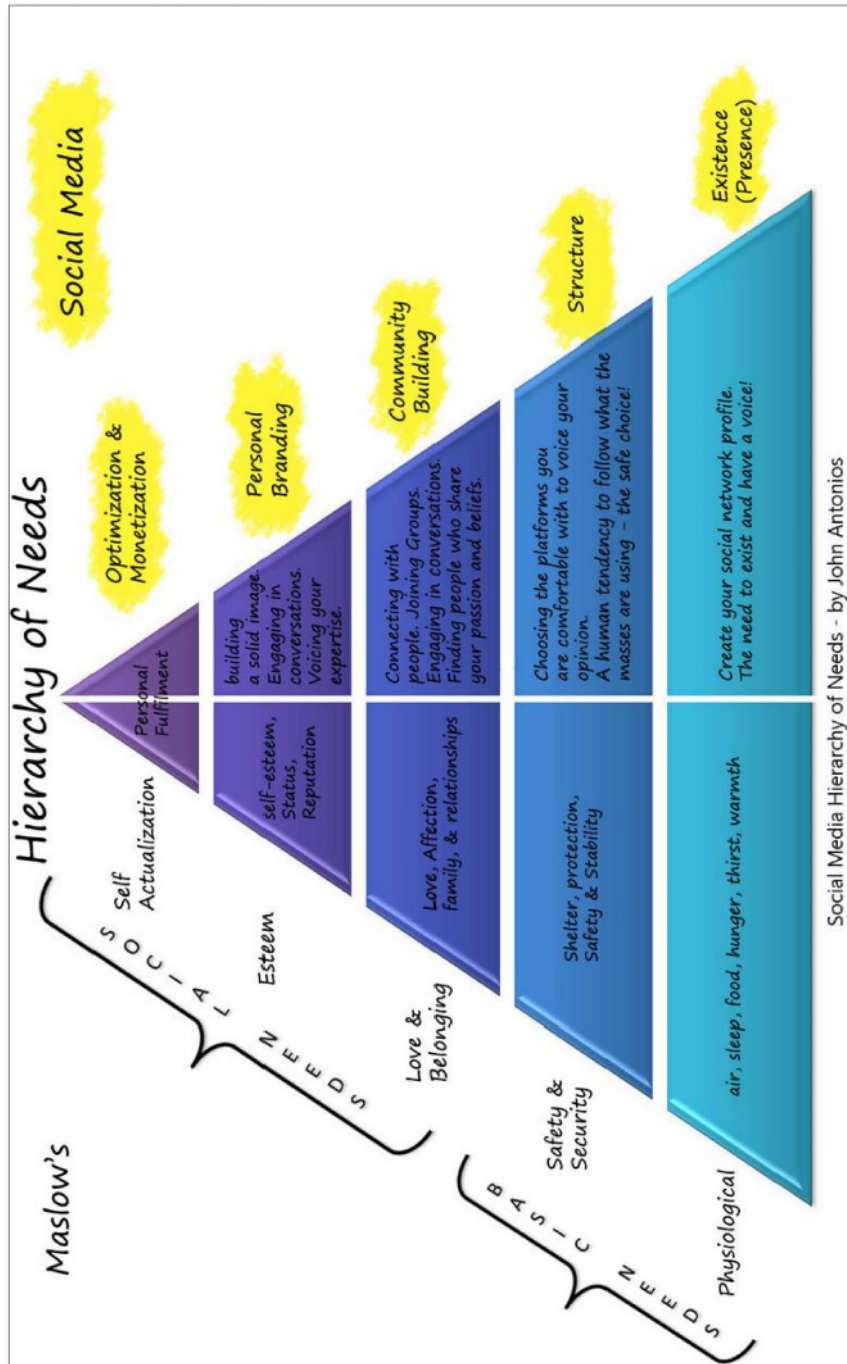 Hierarchy of Needs
Maslow's
Social Media
SOCIAL NEEDS
BASIC NEEDS
Self
Actualization
Personal
Fulfilment
Optimization &
Monetization
Esteem
self-esteem,
Status,
Reputation
building
a solid image.
Engaging in
conversations.
Voicing your
expertise.
Personal
Branding
Love &
Belonging
Love, Affection,
family, & relationships
Connecting with
people. Joining Groups.
Engaging in conversations.
Finding people who share
your passion and beliefs.
Community
Building
Safety &
Security
Shelter, protection,
Safety & Stability
Choosing the platforms you
are comfortable with to voice your
opinion.
A human tendency to follow what the
masses are using - the safe choice!
Structure
Physiological
air, sleep, food, hunger, thirst, warmth
Create your social network profile.
The need to exist and have a voice!
Existence
(Presence)
Social Media Hierarchy of Needs - by John Antonios